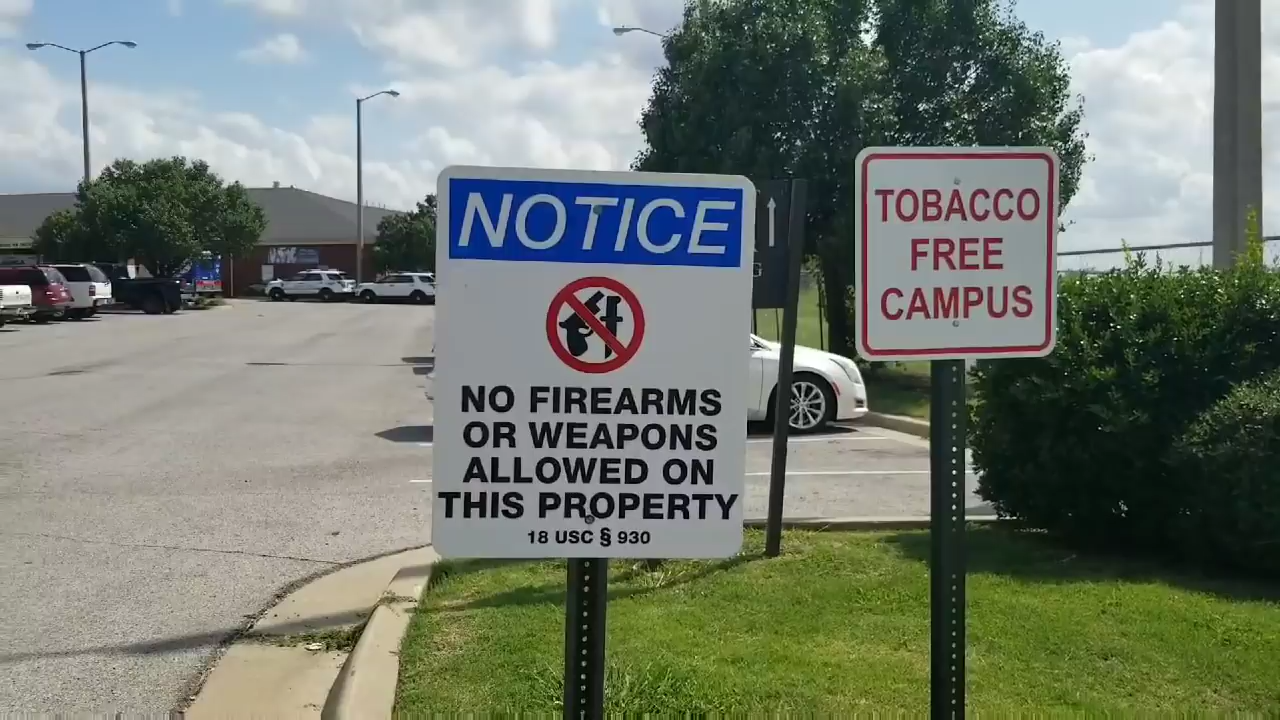 NOTICE
NO FIREARMS
OR WEAPONS
ALLOWED ON
THIS PROPERTY
18 USC § 930
TOBACCO
FREE
CAMPUS